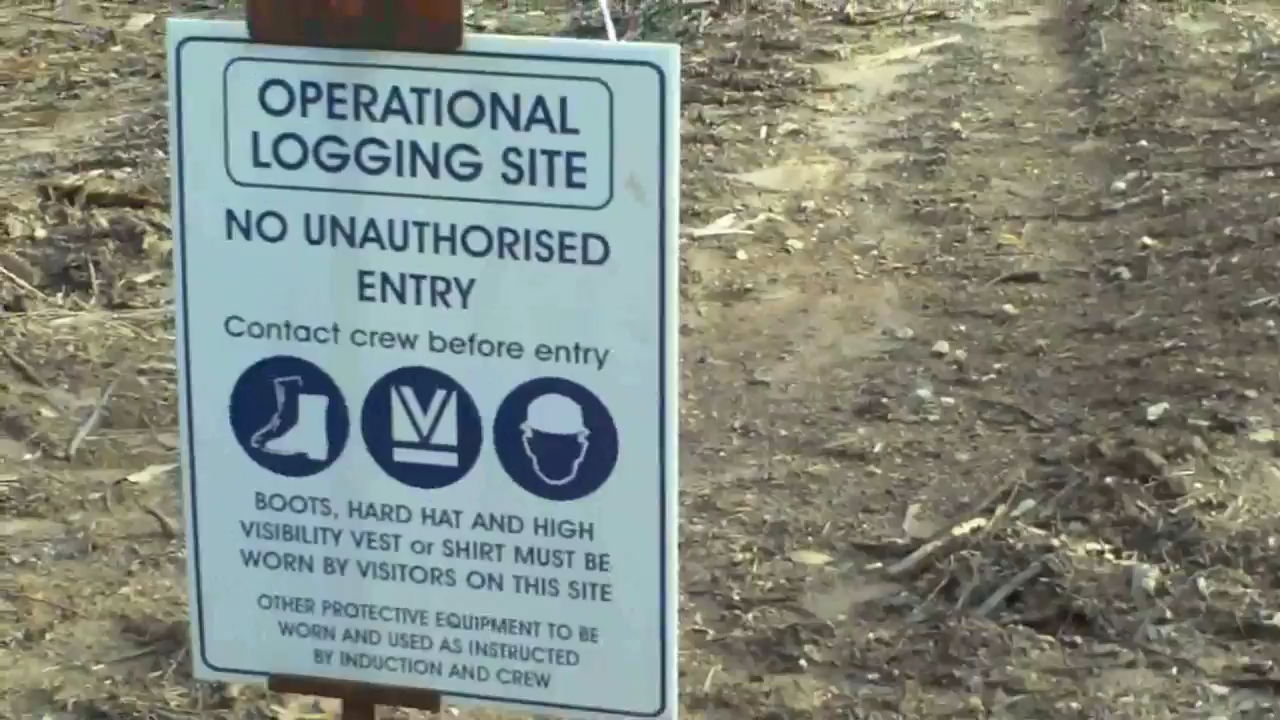 OPERATIONAL
LOGGING SITE
NO UNAUTHORISED
ENTRY
Contact crew before entry
BOOTS, HARD HAT AND HIGH
VISIBILITY VEST or SHIRT MUST BE
WORN BY VISITORS ON THIS SITE
OTHER PROTECTIVE EQUIPMENT TO BE
WORN AND USED AS INSTRUCTED
BY INDUCTION AND CREW